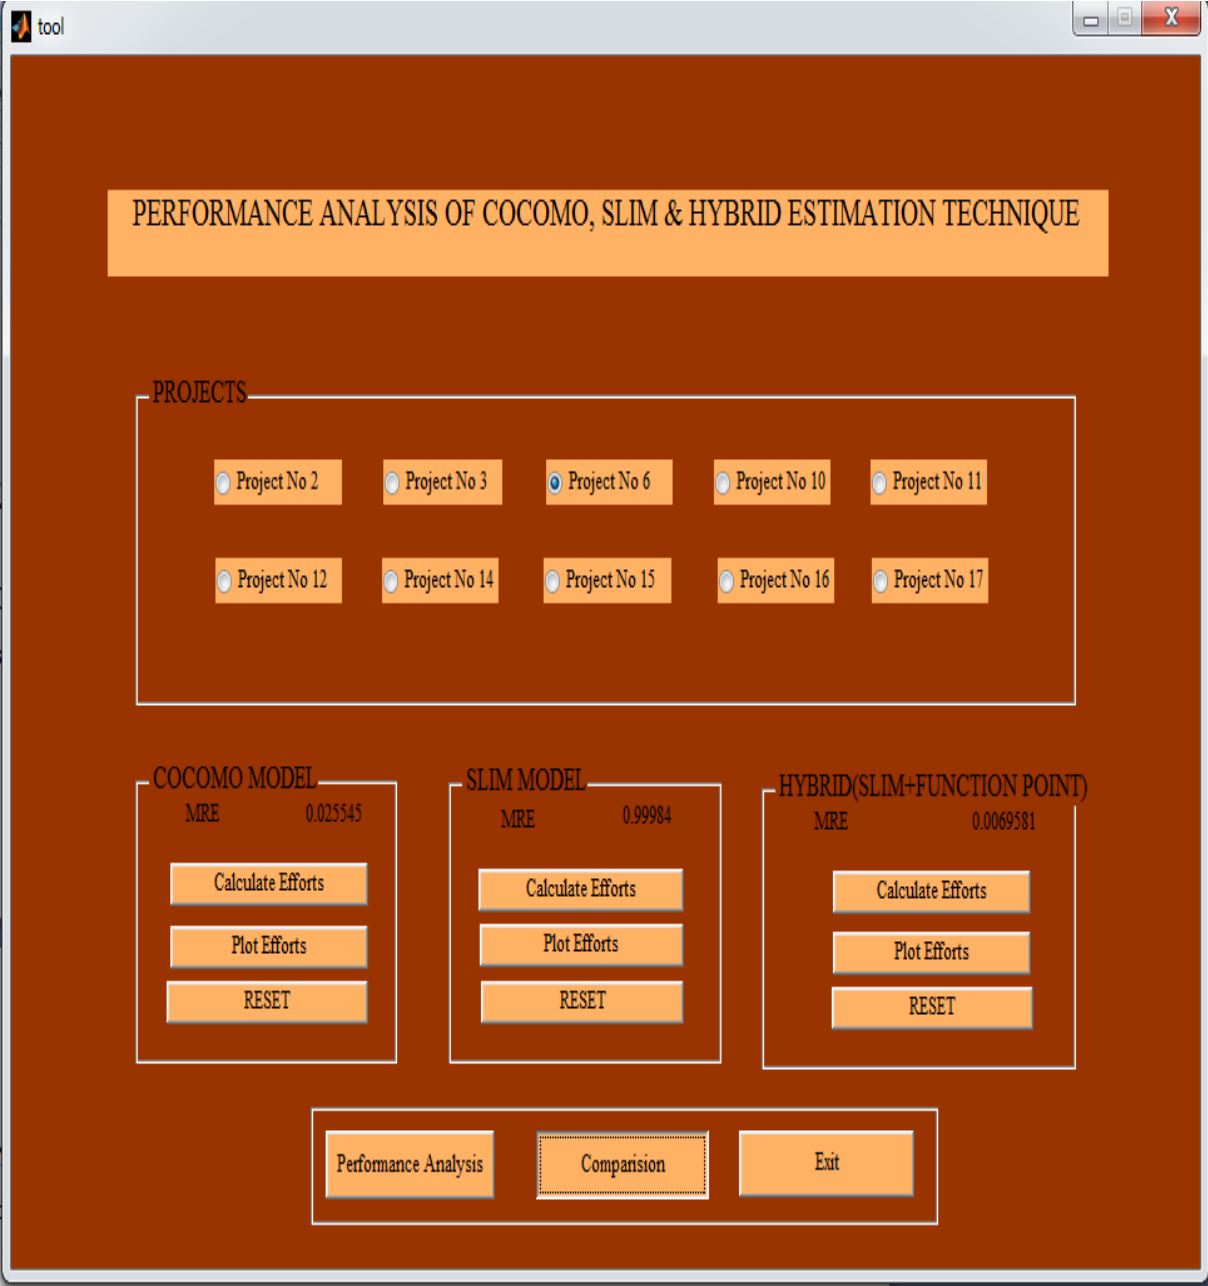 tool
PERFORMANCE ANALYSIS OF COCOMO, SLIM & HYBRID ESTIMATION TECHNIQUE
PROJECTS
Project No 2 Project No 3 Project No 6 Project No 10 Project No 11
Project No 12 Project No 14 Project No 15 Project No 16 Project No 17
COCOMO MODEL
MRE 0.025545
Calculate Efforts
Plot Efforts
RESET
SLIM MODEL
MRE 0.99984
Calculate Efforts
Plot Efforts
RESET
HYBRID(SLIM+FUNCTION POINT)
MRE 0.0069581
Calculate Efforts
Plot Efforts
RESET
Performance Analysis Comparision Exit